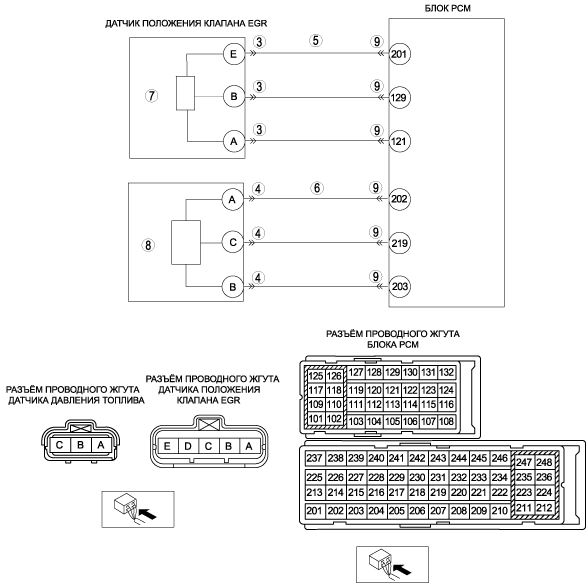 ДАТЧИК ПОЛОЖЕНИЯ КЛАПАНА EGR
БЛОК PCM
E 3 5 9 201
7
B 3 9 129
A 3 9 121
A 4 6 9 202
8
C 4 9 219
B 4 9 203
РАЗЪЁМ ПРОВОДНОГО ЖГУТА
БЛОКА PCM
125 126 127 128 129 130 131 132
117 118 119 120 121 122 123 124
109 110 111 112 113 114 115 116
101 102 103 104 105 106 107 108
РАЗЪЁМ ПРОВОДНОГО ЖГУТА
ДАТЧИКА ДАВЛЕНИЯ ТОПЛИВА
C B A
РАЗЪЁМ ПРОВОДНОГО ЖГУТА
ДАТЧИКА ПОЛОЖЕНИЯ
КЛАПАНА EGR
E D C B A
237 238 239 240 241 242 243 244 245 246 247 248
225 226 227 228 229 230 231 232 233 234 235 236
213 214 215 216 217 218 219 220 221 222 223 224
201 202 203 204 205 206 207 208 209 210 211 212